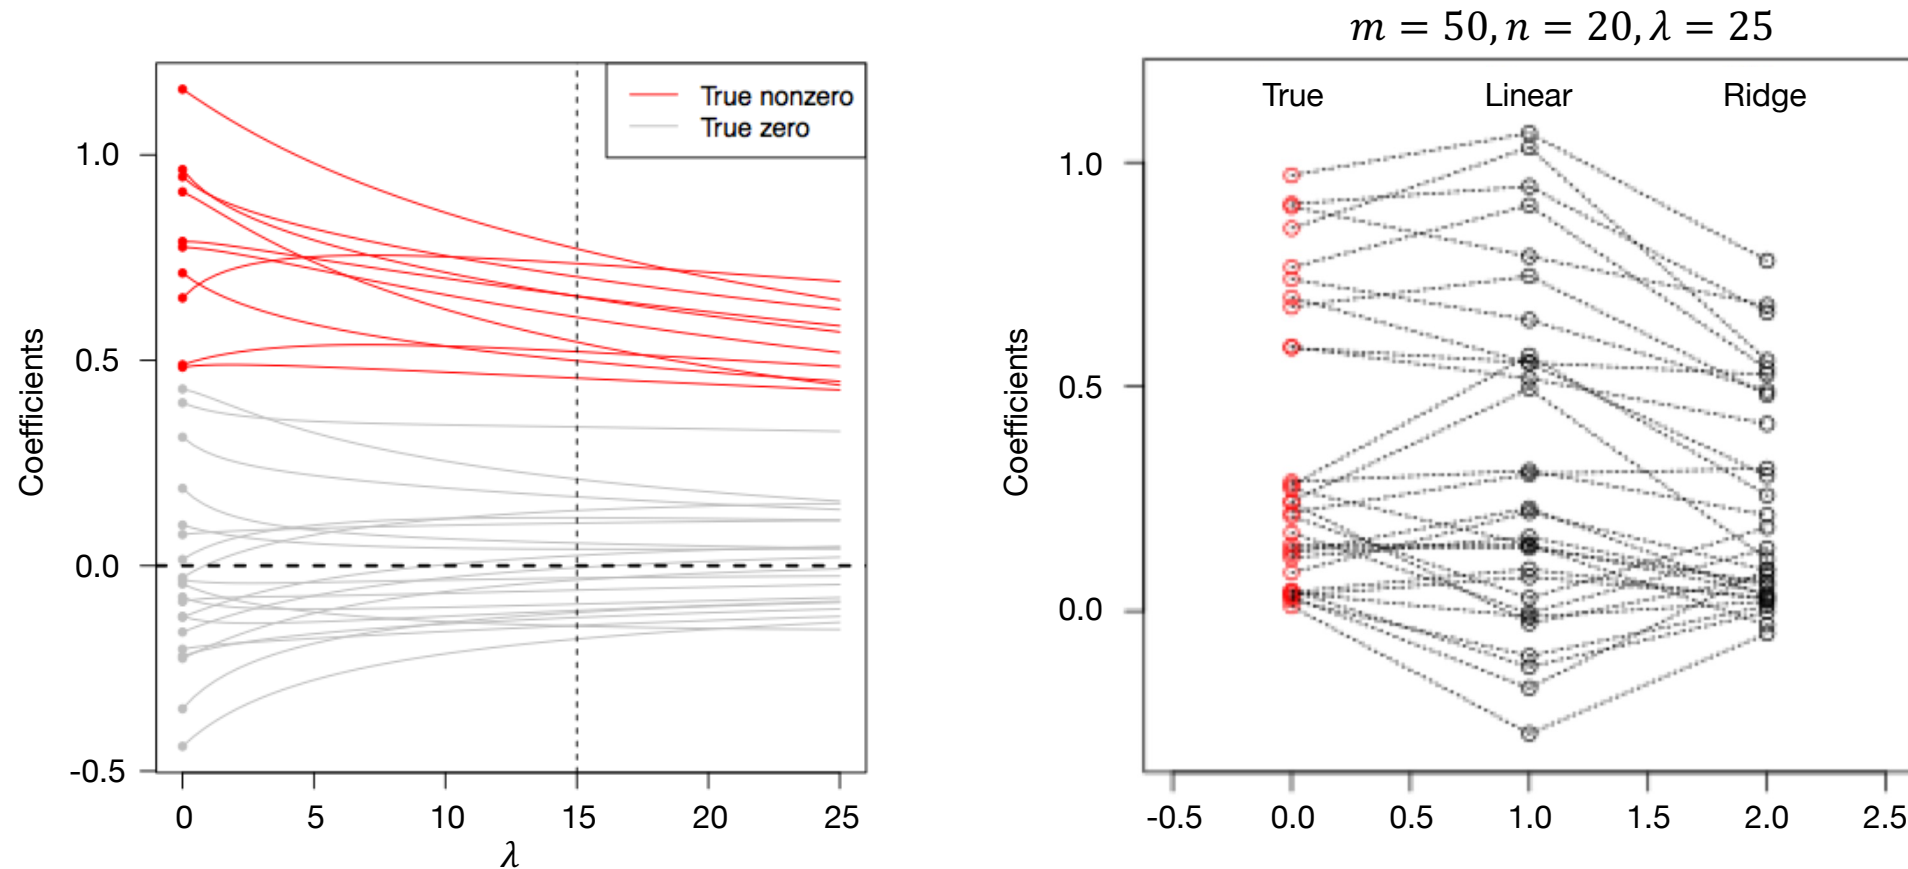 True nonzero
True zero
1.0
0.5
0.0
-0.5
Coefficients
0
5
10
15
20
25
λ
m = 50, n = 20, λ = 25
True
Linear
Ridge
1.0
0.5
0.0
Coefficients
-0.5
0.0
0.5
1.0
1.5
2.0
2.5